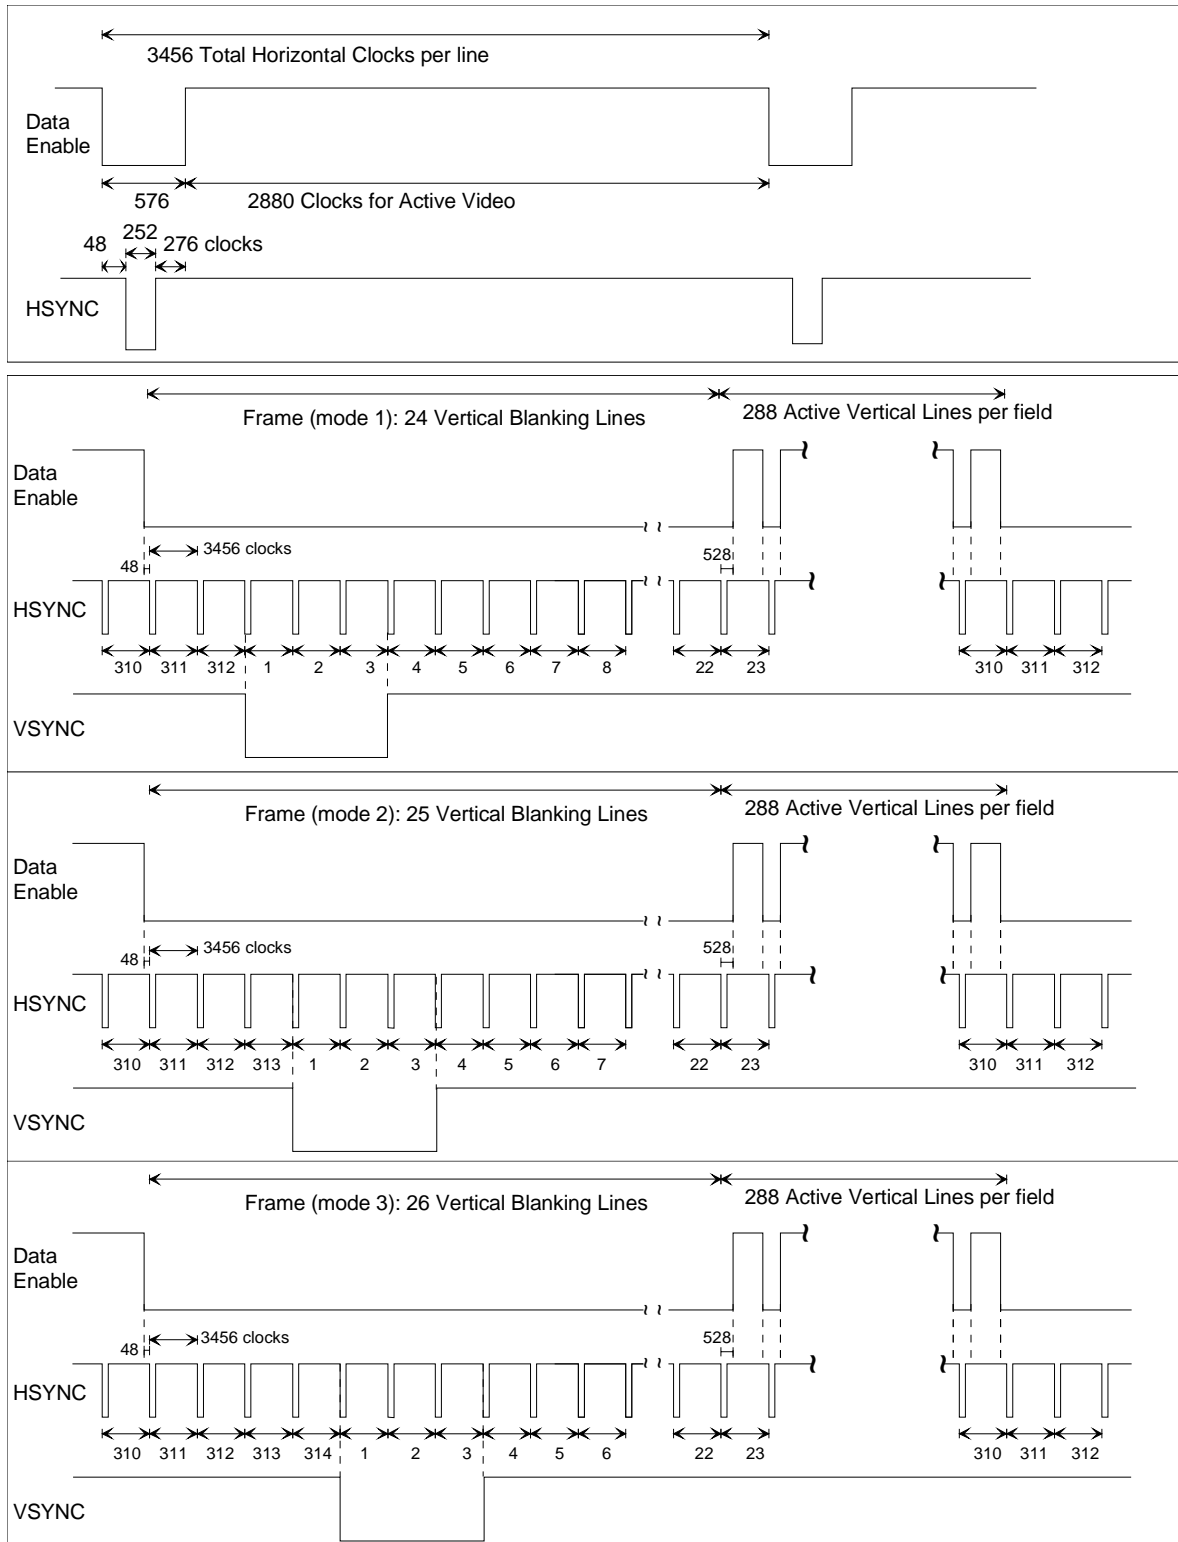 3456 Total Horizontal Clocks per line
Data
Enable
576
2880 Clocks for Active Video
252
48
276 clocks
HSYNC
Frame (mode 1): 24 Vertical Blanking Lines
288 Active Vertical Lines per field
Data
Enable
48
3456 clocks
528
HSYNC
310 311 312 1 2 3 4 5 6 7 8 22 23 310 311 312
VSYNC
Frame (mode 2): 25 Vertical Blanking Lines
288 Active Vertical Lines per field
Data
Enable
48
3456 clocks
528
HSYNC
310 311 312 313 1 2 3 4 5 6 7 22 23 310 311 312
VSYNC
Frame (mode 3): 26 Vertical Blanking Lines
288 Active Vertical Lines per field
Data
Enable
48
3456 clocks
528
HSYNC
310 311 312 313 314 1 2 3 4 5 6 22 23 310 311 312
VSYNC